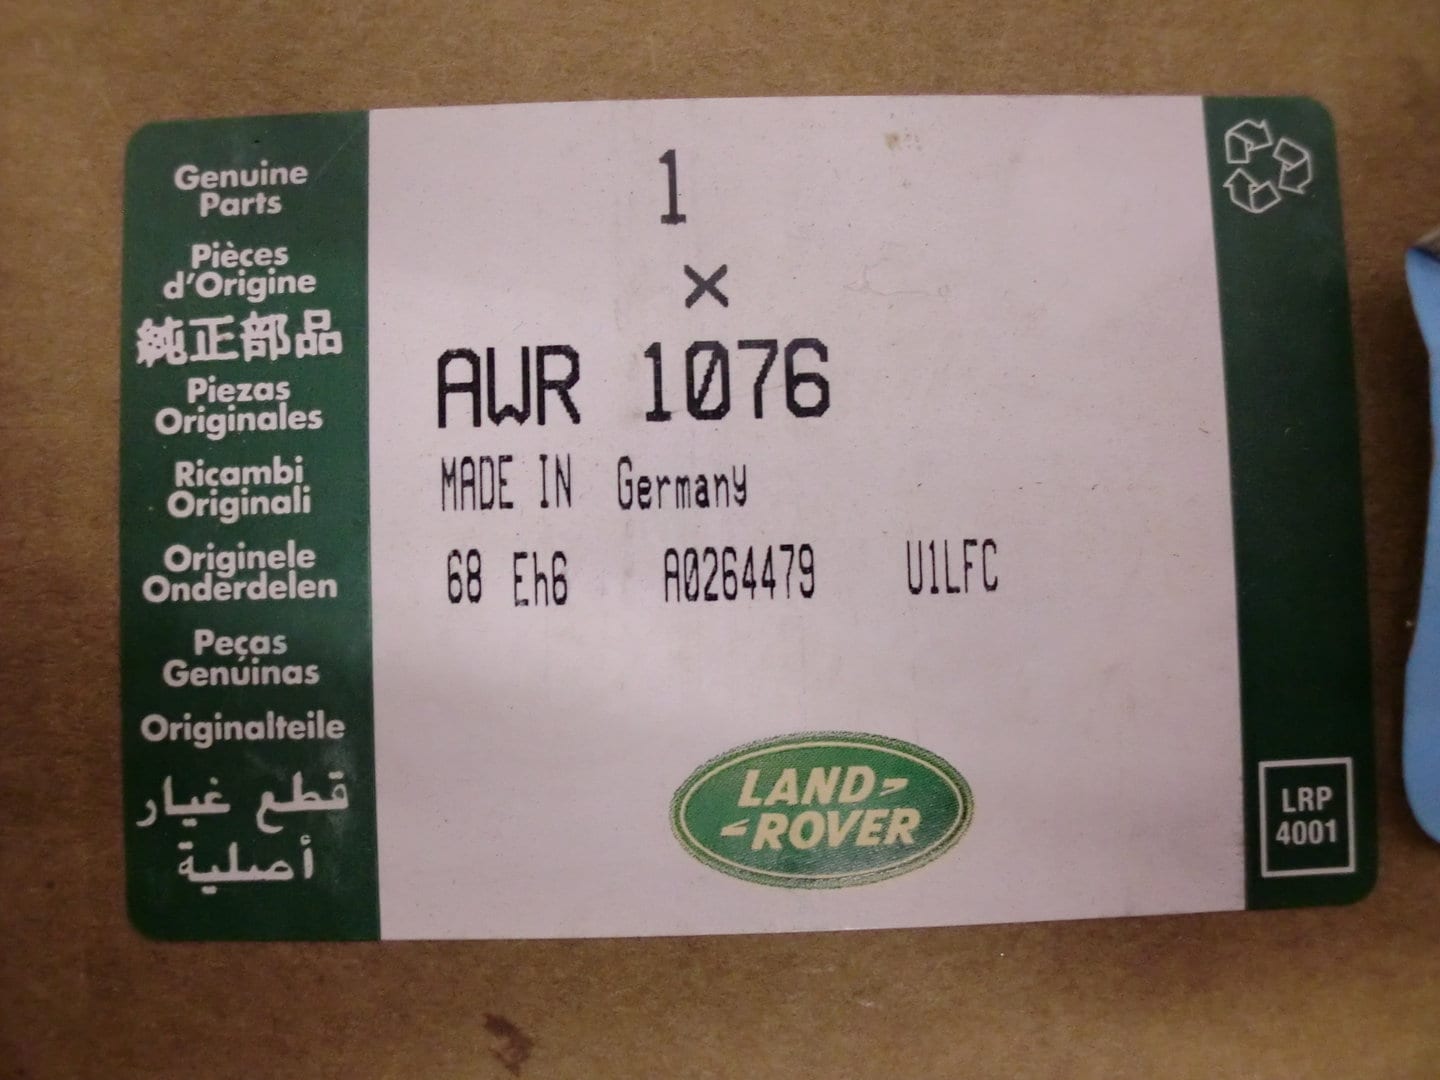 Genuine
Parts
Pièces
d'Origine
純正部品
Piezas
Originales
Ricambi
Originali
Originele
Onderdelen
Peças
Genúinas
Originalteile
قطع غيار
أصلية
1
×
AWR 1076
MADE IN Germany
68 Eh6 A0264479 U1LFC
LAND
ROVER
LRP
4001